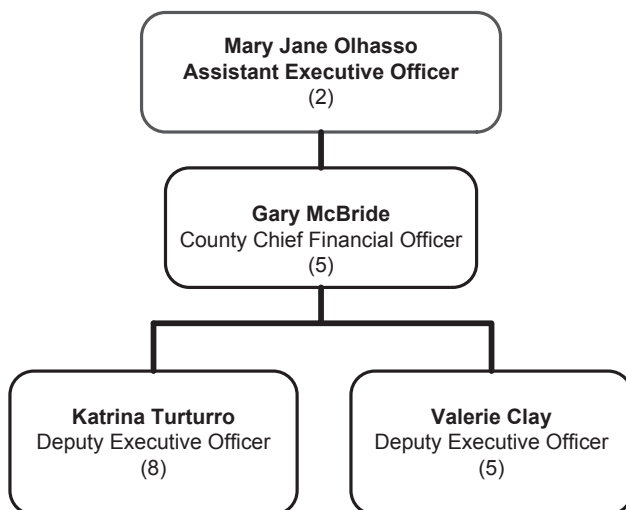 Mary Jane Olhasso
Assistant Executive Officer
(2)
Gary McBride
County Chief Financial Officer
(5)
Katrina Turturro
Deputy Executive Officer
(8)
Valerie Clay
Deputy Executive Officer
(5)